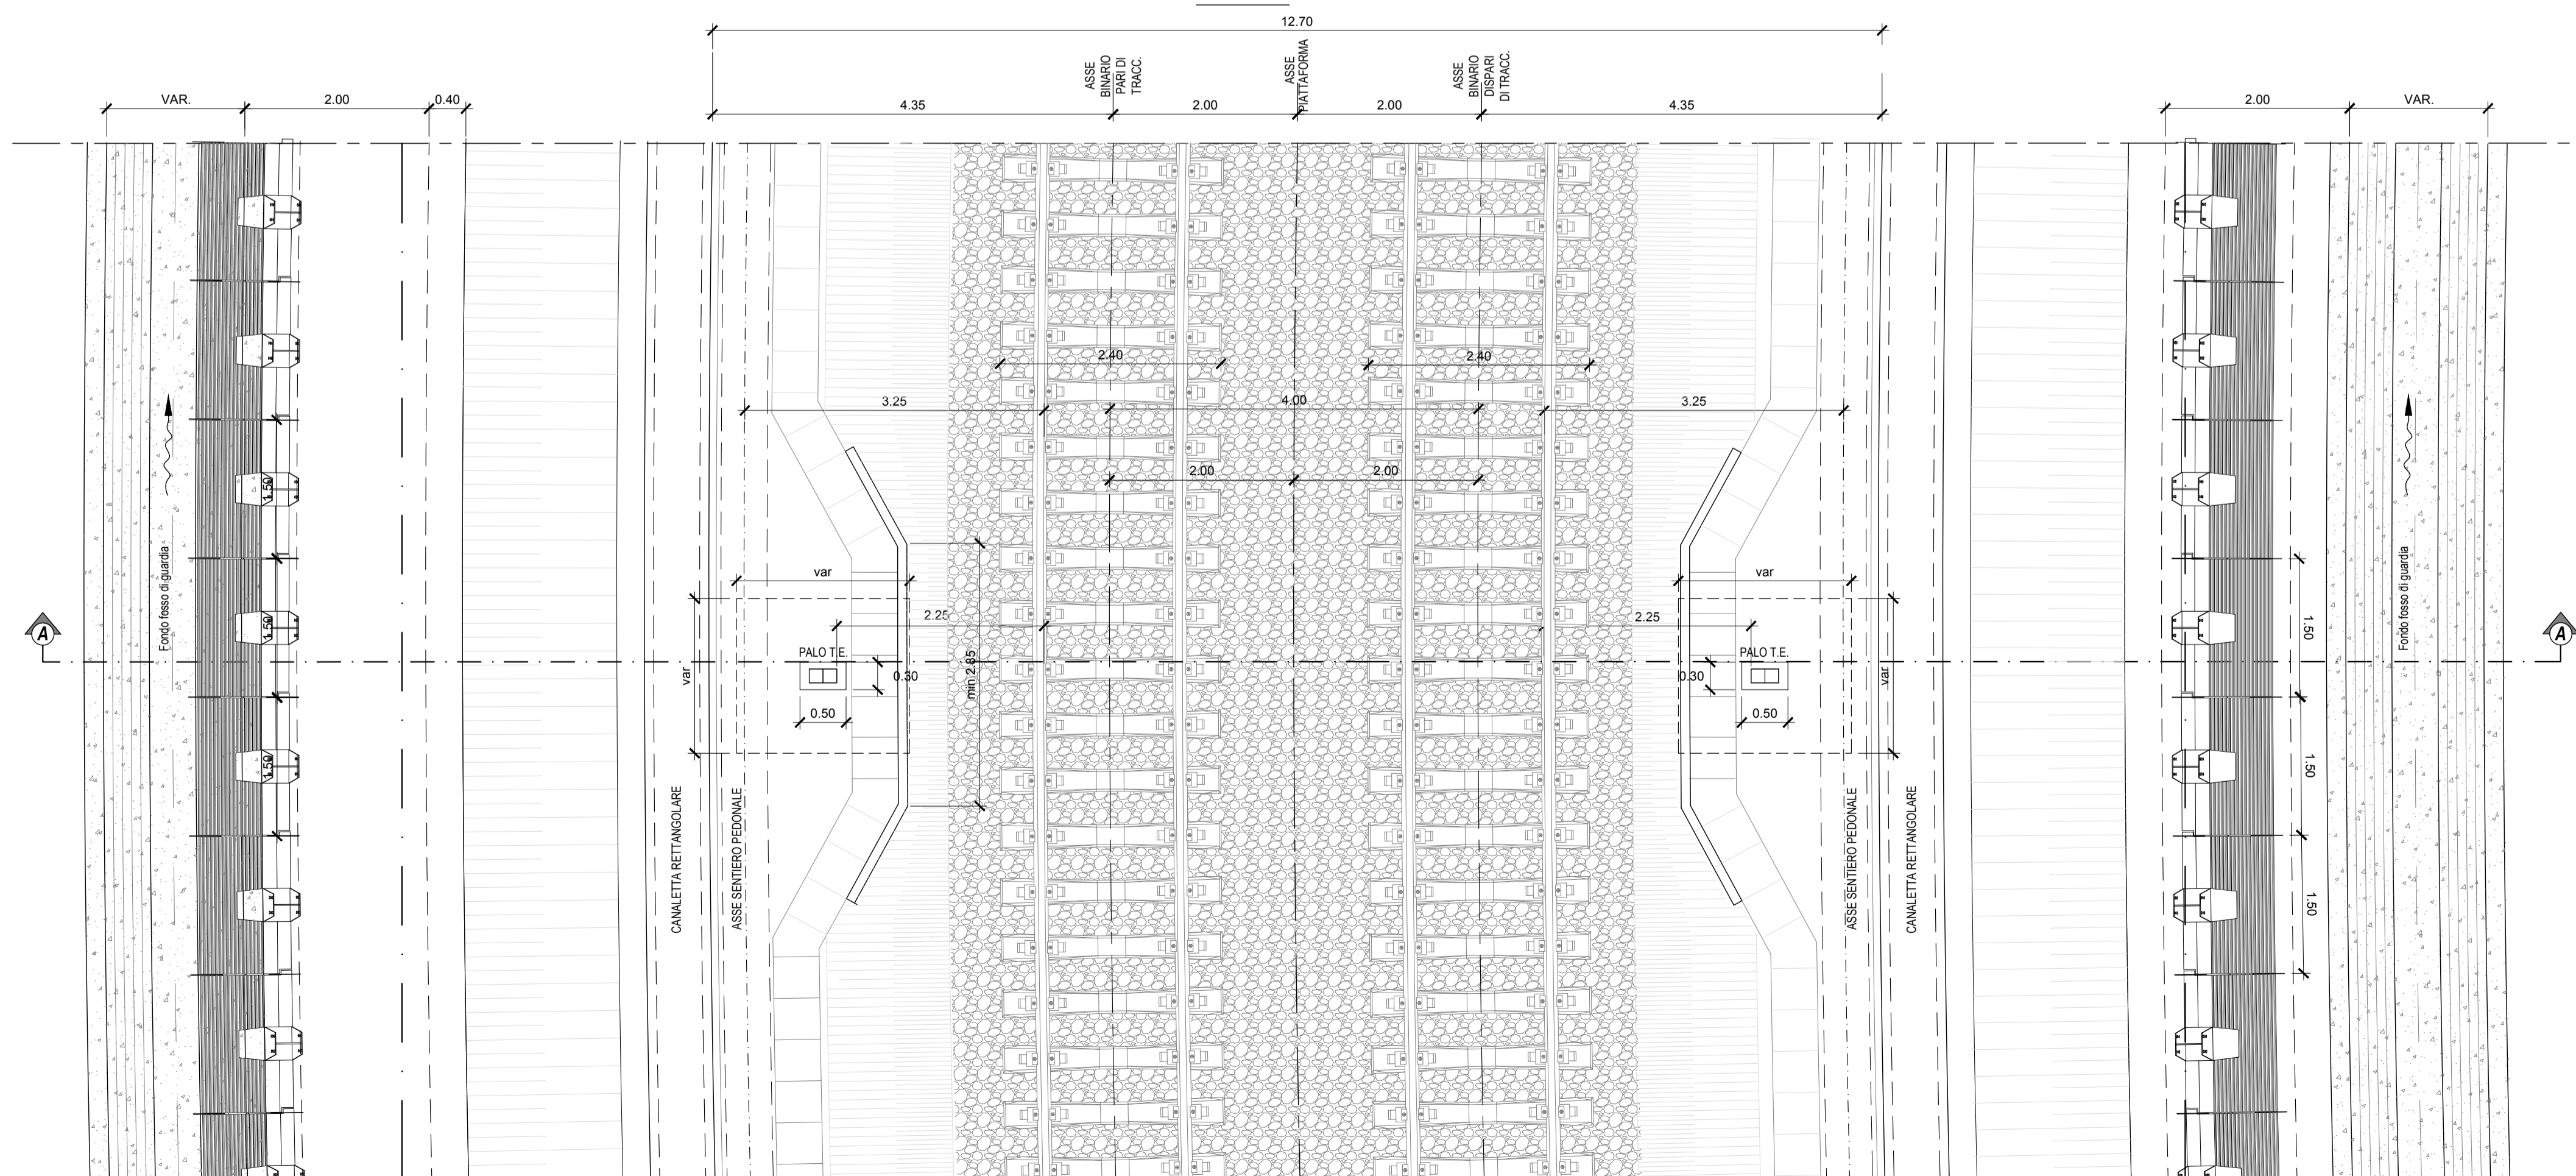 12.70
ASSE
BINARIO
PARI DI
TRACC.
ASSE
PIATTAFORMA
ASSE
BINARIO
DISPARI
DI TRACC.
VAR.
2.00
0.40
4.35
2.00
2.00
4.35
2.00
VAR.
2.40
2.40
3.25
4.00
3.25
2.00
2.00
1.50
Fondo fosso di guardia
var
var
Fondo fosso di guardia
2.25
2.25
1.50
1.50
A
A
PALO T.E.
PALO T.E.
var
0.30
min 2.85
0.30
var
0.50
0.50
1.50
1.50
CANALETTA RETTANGOLARE
ASSE SENTIERO PEDONALE
ASSE SENTIERO PEDONALE
CANALETTA RETTANGOLARE
1.50